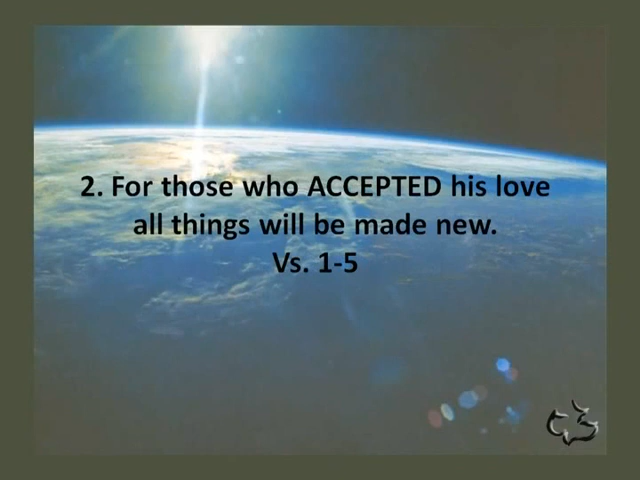 2. For those who ACCEPTED his love
all things will be made new.
Vs. 1-5